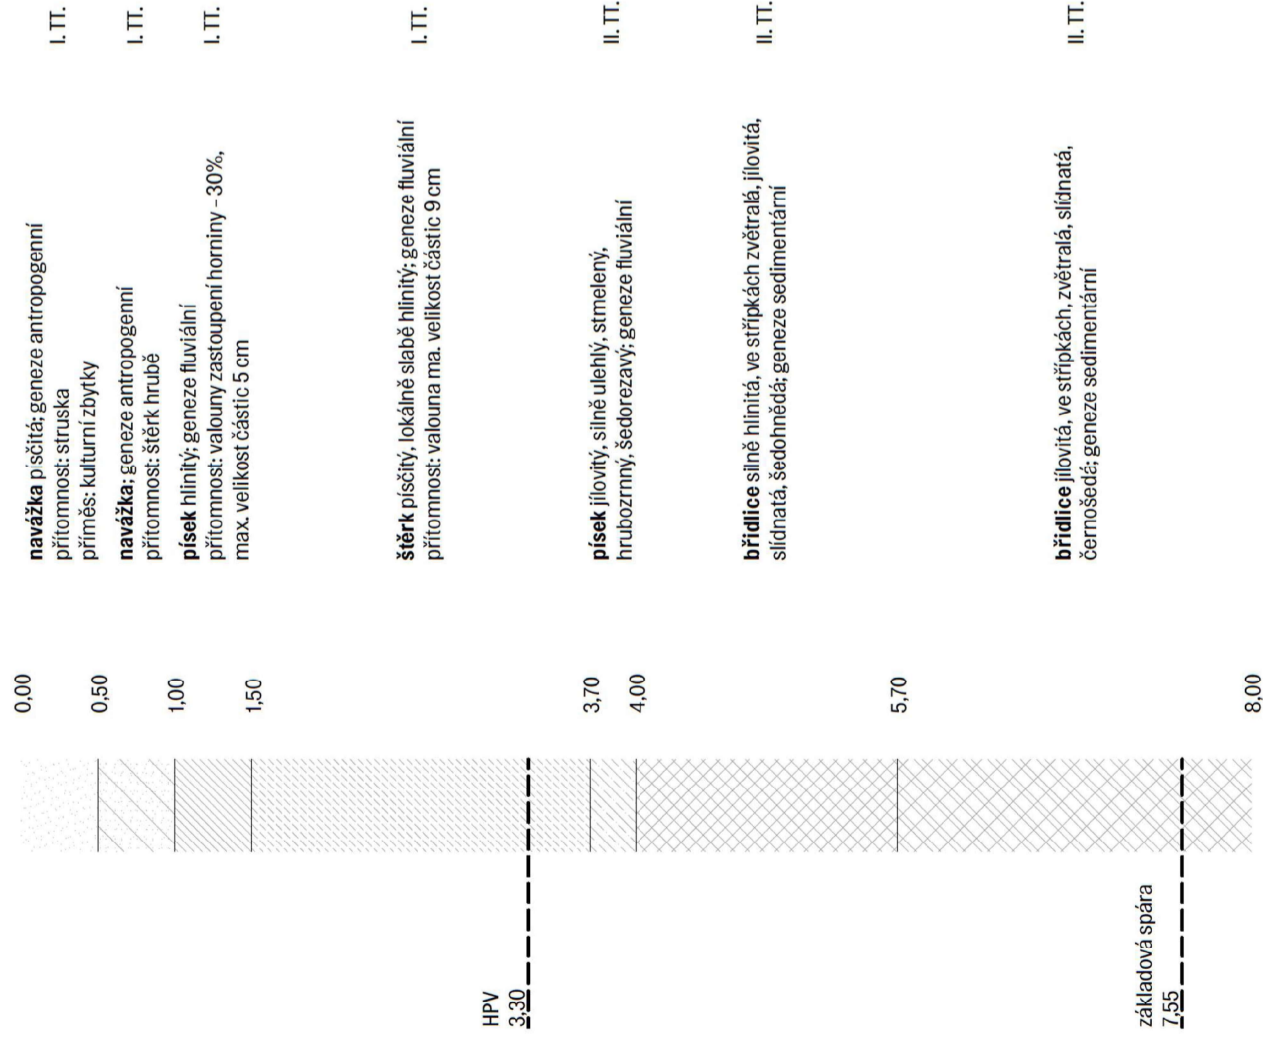 0,00
navážka písčitá; geneze antropogenní
přítomnost: struska
příměs: kulturní zbytky
I. TT.
0,50
navážka; geneze antropogenní
přítomnost: štěrk hrubě
I. TT.
1,00
písek hlinitý; geneze fluviální
přítomnost: valouny zastoupení horniny - 30%,
max. velikost částic 5 cm
I. TT.
1,50
štěrk písčitý, lokálně slabě hlinitý; geneze fluviální
přítomnost: valouna ma. velikost částic 9 cm
I. TT.
HPV
3,30
3,70
písek jílovitý, silně ulehlý, stmelený,
hrubozrnný, šedorezavý; geneze fluviální
II. TT.
4,00
břidlice silně hlinitá, ve střípkách zvětralá, jílovitá,
slídnatá, šedohnědá; geneze sedimentární
II. TT.
5,70
břidlice jílovitá, ve střípkách, zvětralá, slídnatá,
černošedá; geneze sedimentární
II. TT.
základová spára
7,55
8,00